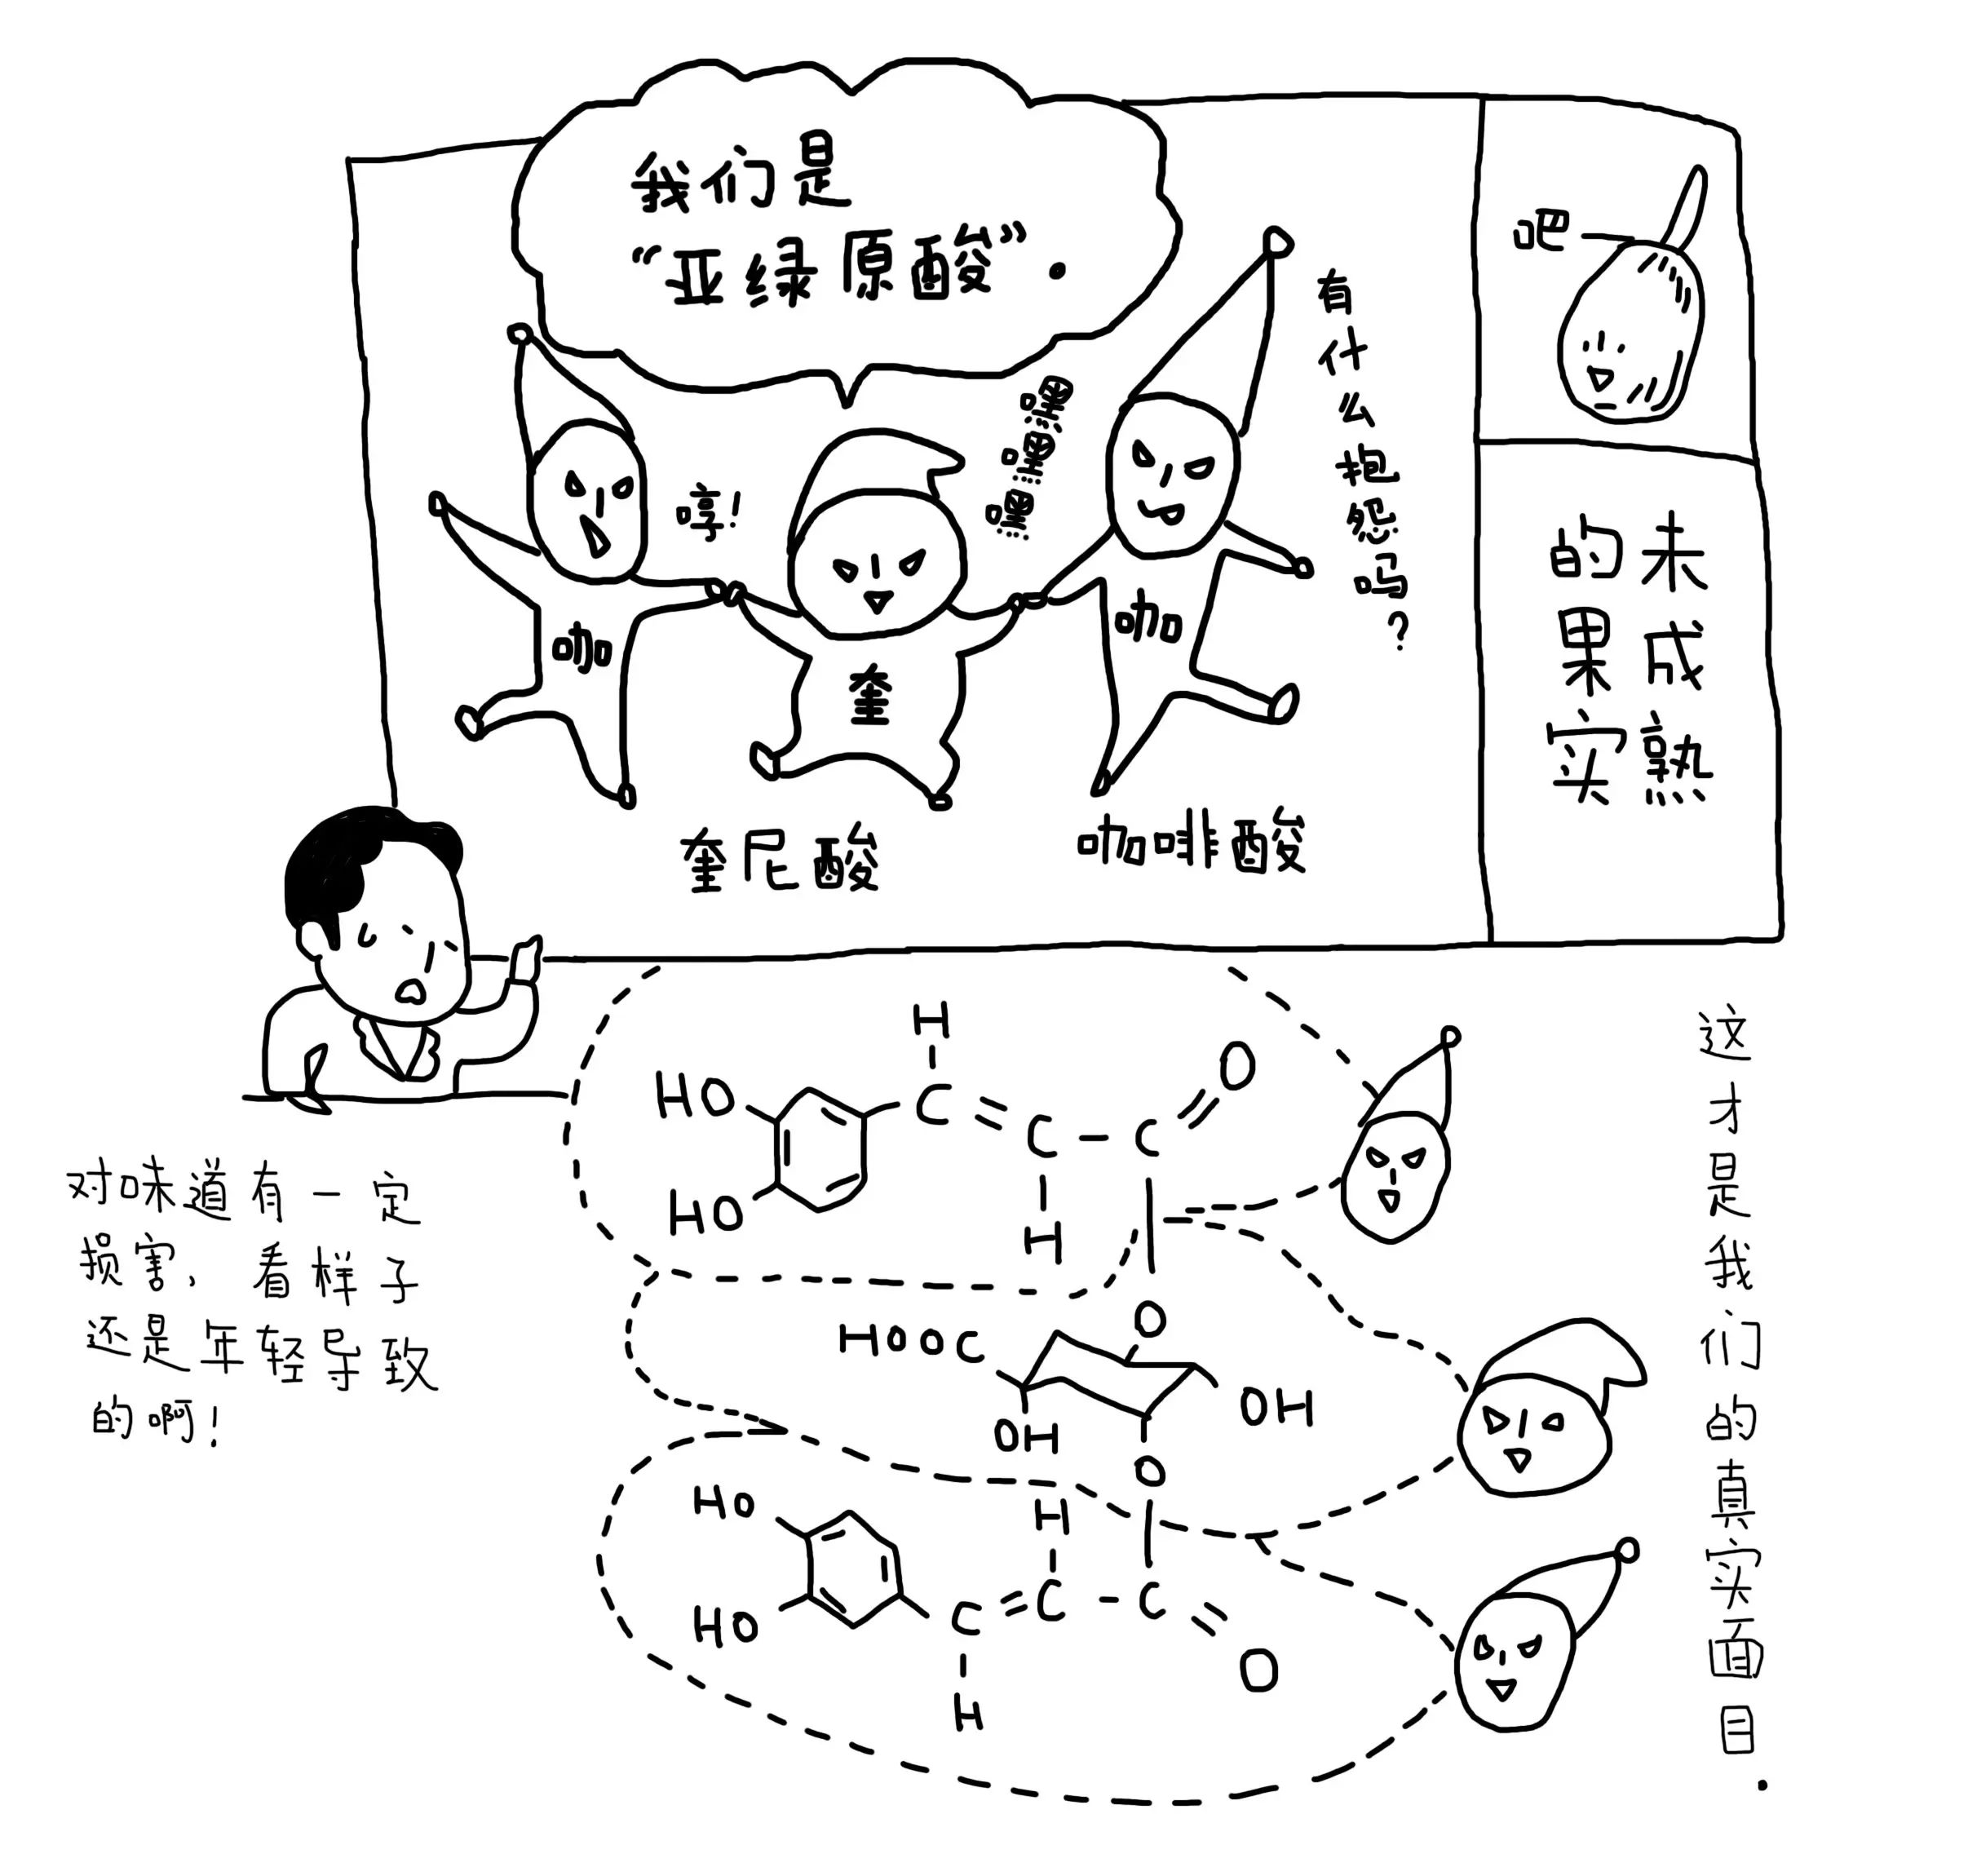 我们是
“亚绿原酸”.
吧
有什么抱怨吗?
嘿嘿嘿
哼!
咖
奎
咖
未成熟
的果实
奎尼酸
咖啡酸
对味道有一定
损害、看样子
还是年轻导致
的啊!
这才是我们的真实面目.
H
HO
C
C
C
O
HO
H
O
HOOC
OH
OH
O
HO
H
C
C
C
HO
O
H